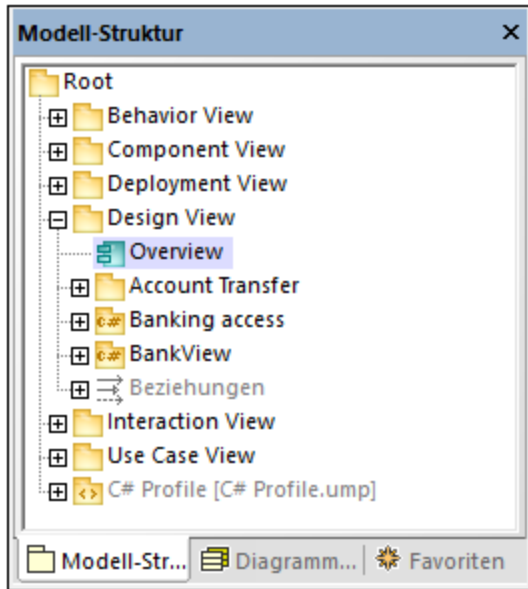 Modell-Struktur
Root
Behavior View
Component View
Deployment View
Design View
Overview
Account Transfer
C# Banking access
C# BankView
Beziehungen
Interaction View
Use Case View
C# Profile [C# Profile.ump]
Modell-Str... Diagramm... Favoriten